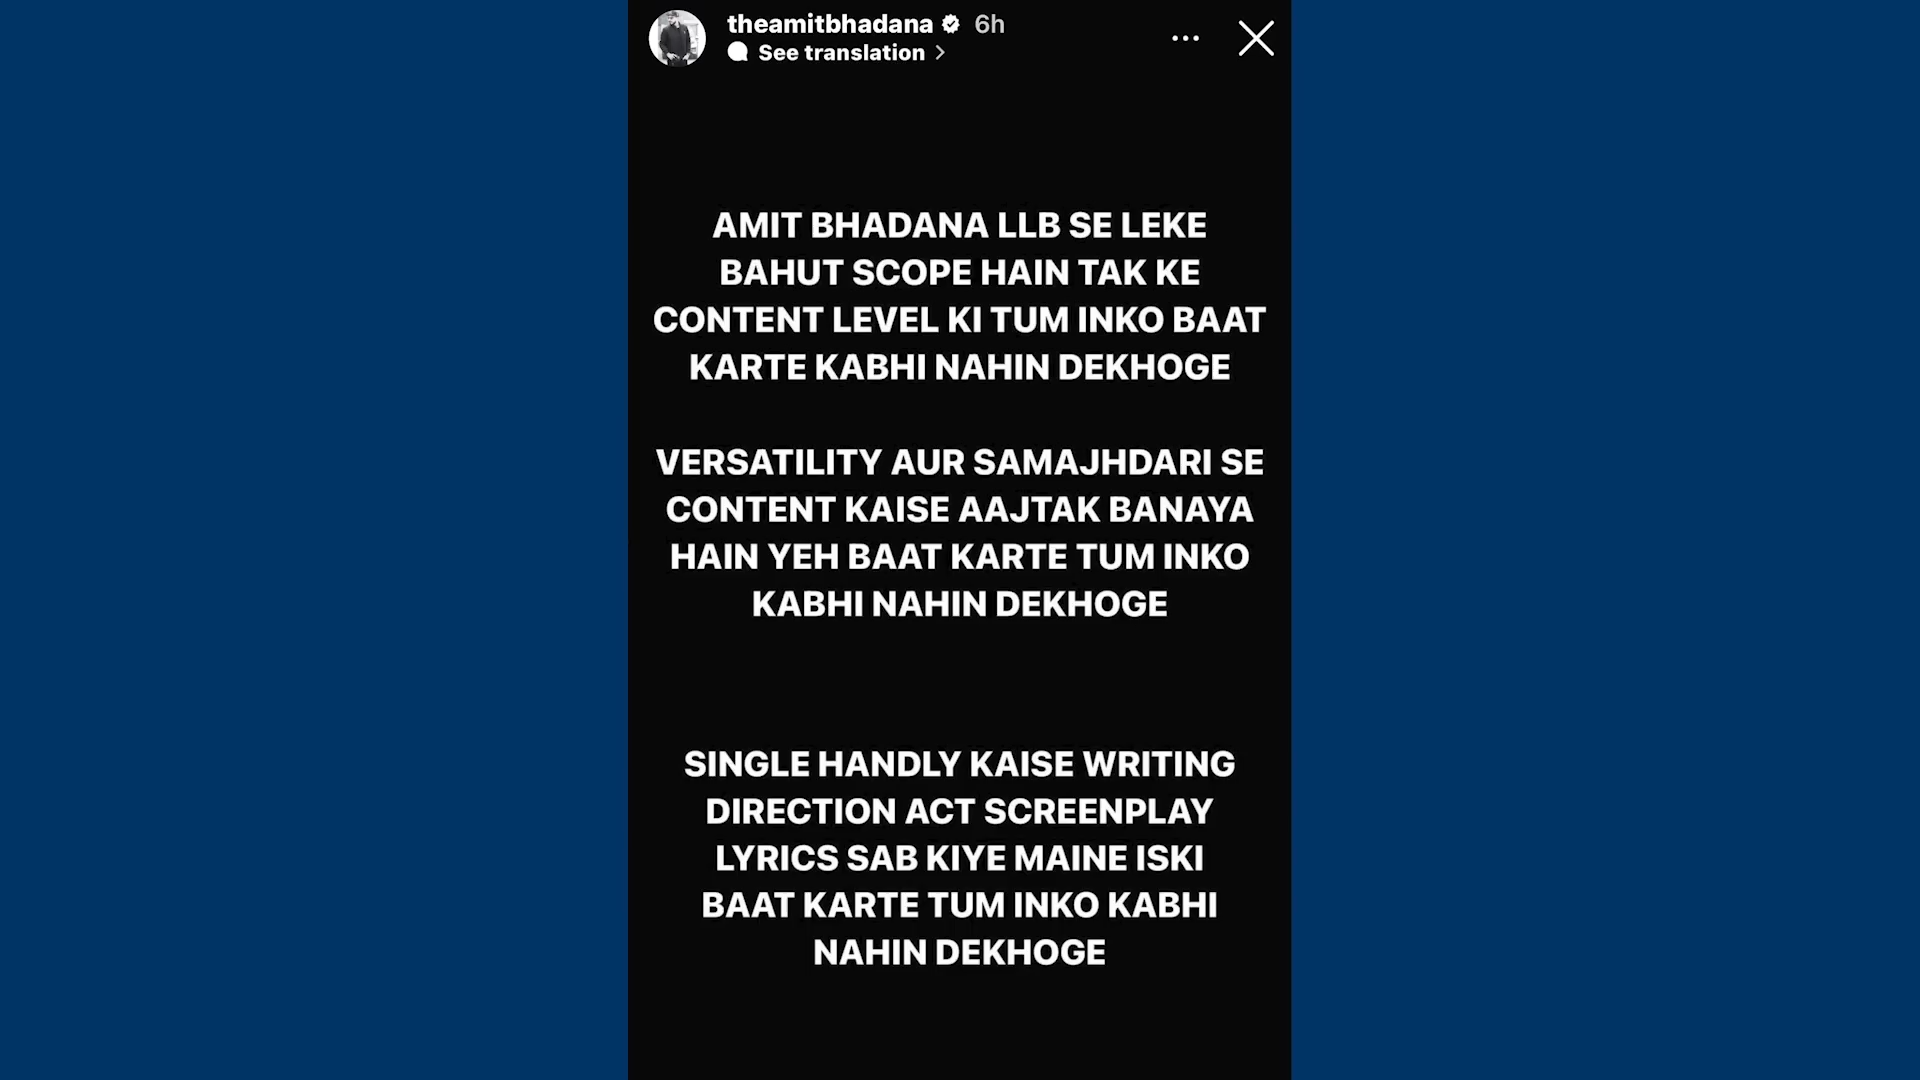 theamitbhadana 6h
See translation
AMIT BHADANA LLB SE LEKE
BAHUT SCOPE HAIN TAK KE
CONTENT LEVEL KI TUM INKO BAAT
KARTE KABHI NAHIN DEKHOGE
VERSATILITY AUR SAMAJHDARI SE
CONTENT KAISE AAJTAK BANAYA
HAIN YEH BAAT KARTE TUM INKO
KABHI NAHIN DEKHOGE
SINGLE HANDLY KAISE WRITING
DIRECTION ACT SCREENPLAY
LYRICS SAB KIYE MAINE ISKI
BAAT KARTE TUM INKO KABHI
NAHIN DEKHOGE